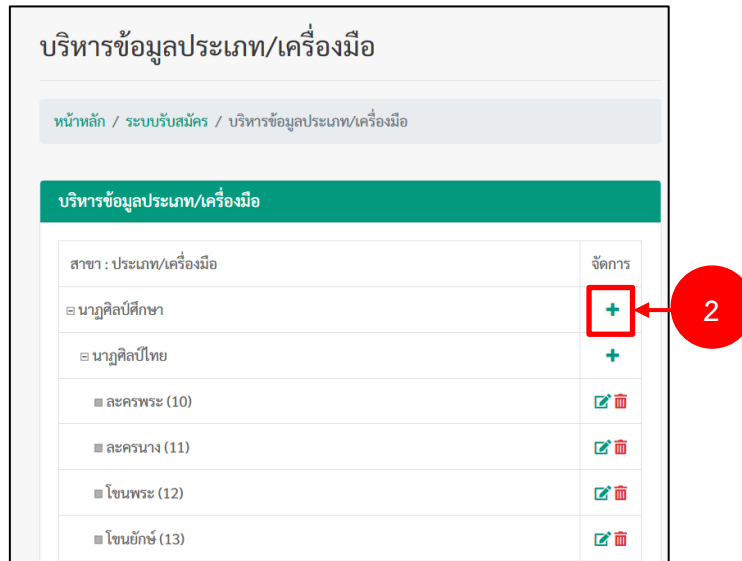 บริหารข้อมูลประเภท/เครื่องมือ
หน้าหลัก / ระบบรับสมัคร / บริหารข้อมูลประเภท/เครื่องมือ
บริหารข้อมูลประเภท/เครื่องมือ
สาขา : ประเภท/เครื่องมือ จัดการ
นาฏศิลป์ศึกษา
2
นาฏศิลป์ไทย
ละครพระ (10)
ละครนาง (11)
โขนพระ (12)
โขนยักษ์ (13)